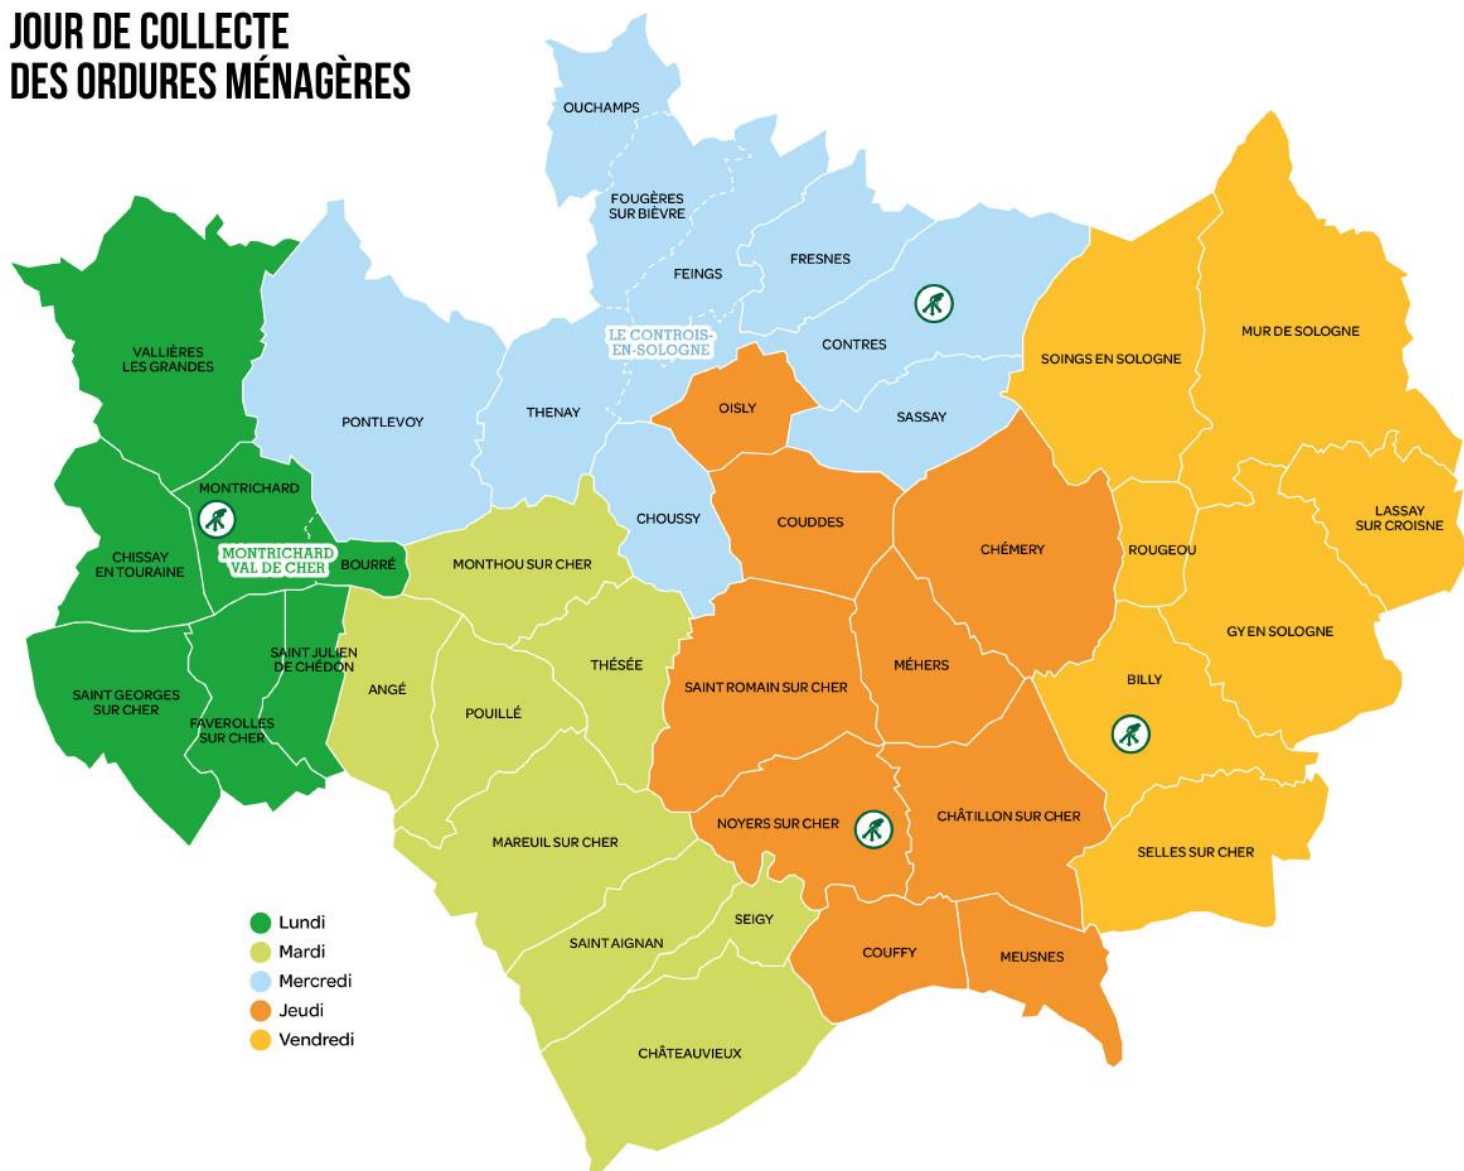 JOUR DE COLLECTE
DES ORDURES MÉNAGÈRES
OUCHAMPS
FOUGÈRES
SUR BIÈVRE
FEINGS
FRESNES
LE CONTROIS-
EN-SOLOGNE
CONTRES
VALLIÈRES
LES GRANDES
SOINGS EN SOLOGNE
MUR DE SOLOGNE
PONTLEVOY
THENAY
OISLY
SASSAY
MONTRICHARD
CHOUSSY
COUDDES
CHÉMERY
ROUGEOU
LASSAY
SUR CROISNE
CHISSAY
EN TOURAINE
MONTRICHARD
VAL DE CHER
BOURRÉ
MONTHOU SUR CHER
GY EN SOLOGNE
SAINT GEORGES
SUR CHER
FAVEROLLES
SUR CHER
SAINT JULIEN
DE CHÉDON
ANGÉ
POUILLÉ
THÉSÉE
SAINT ROMAIN SUR CHER
MÉHERS
BILLY
MAREUIL SUR CHER
NOYERS SUR CHER
CHÂTILLON SUR CHER
SELLES SUR CHER
SAINT AIGNAN
SEIGY
COUFFY
MEUSNES
CHÂTEAUVIEUX
Lundi
Mardi
Mercredi
Jeudi
Vendredi